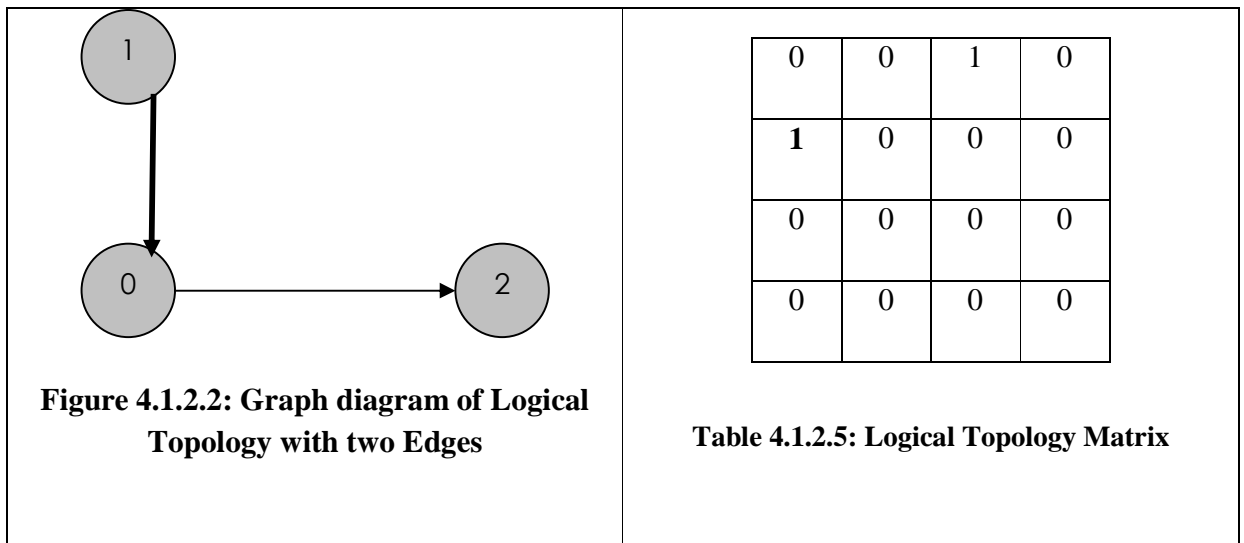 1
0
2
Figure 4.1.2.2: Graph diagram of Logical
Topology with two Edges
0 0 1 0
1 0 0 0
0 0 0 0
0 0 0 0
Table 4.1.2.5: Logical Topology Matrix